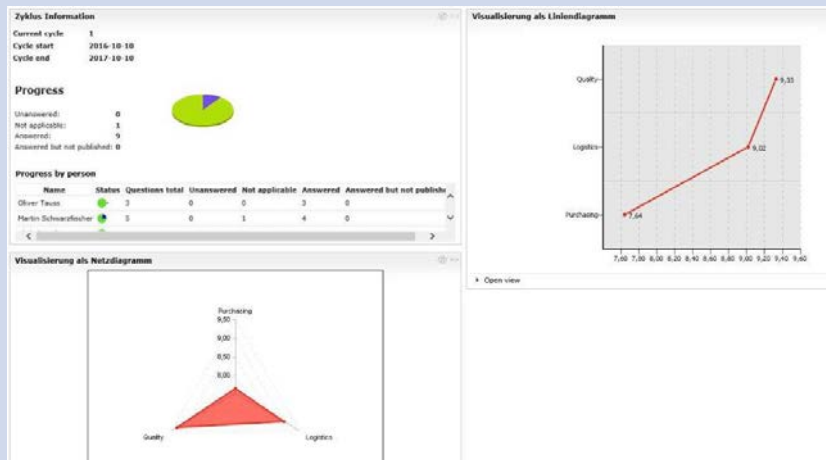 Zyklus Information
Current cycle 1
Cycle start 2016-10-10
Cycle end 2017-10-10
Progress
Unanswered: 0
Not applicable: 1
Answered: 9
Answered but not published: 0
Progress by person
Name Status Questions total Unanswered Not applicable Answered Answered but not publishe
Oliver Tauss 3 0 0 3 0
Martin Schwarzfischer 5 0 1 4 0
Visualisierung als Netzdiagramm
Purchasing
9,50
9,00
8,50
8,00
Quality
Logistics
Visualisierung als Liniendiagramm
Quality
9,33
Logistics
9,02
Purchasing
7,64
7,60 7,80 8,00 8,20 8,40 8,60 8,80 9,00 9,20 9,40 9,60
Open view